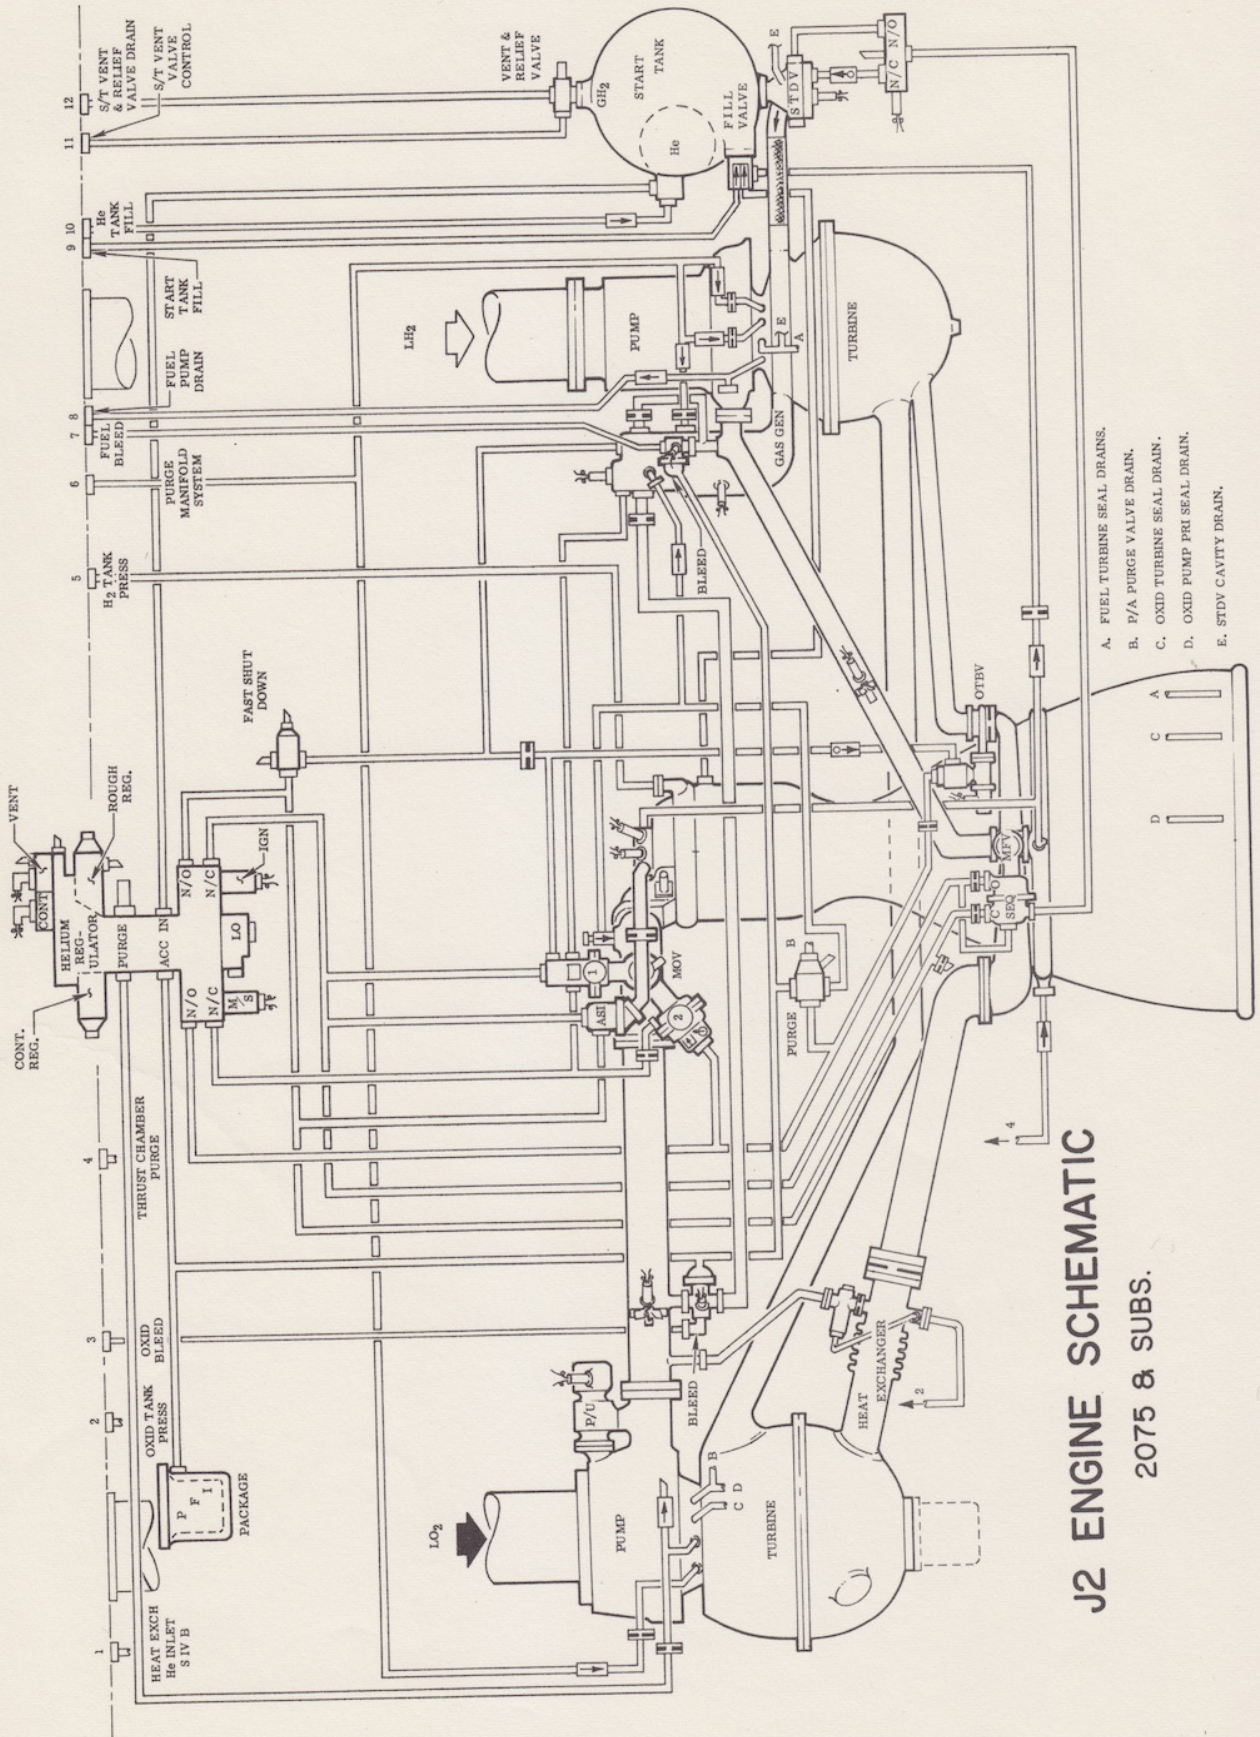 VENT
CONT
HELIUM
REG-
ULATOR
CONT.
REG.
ROUGH
REG.
PURGE
ACC IN
N/O
N/C
N/O
N/C
M/S
LO
IGN
FAST SHUT
DOWN
1
HEAT EXCH
He INLET
S IV B
2
OXID TANK
PRESS
3
OXID
BLEED
4
THRUST CHAMBER
PURGE
5
H2 TANK
PRESS
6
PURGE
MANIFOLD
SYSTEM
7
FUEL
BLEED
8
FUEL
PUMP
DRAIN
9
START
TANK
FILL
10
He
TANK
FILL
11
S/T VENT
VALVE
CONTROL
12
S/T VENT
& RELIEF
VALVE DRAIN
P F I
PACKAGE
VENT &
RELIEF
VALVE
GH2
START
TANK
He
FILL
VALVE
E
STDV
N/C N/O
LO2
PUMP
P/U
BLEED
B
C D
TURBINE
HEAT
EXCHANGER
2
ASI
1
2
MOV
PURGE
B
LH2
PUMP
E
A
GAS GEN
TURBINE
BLEED
OTBV
MFV
C
O
SEQ
4
D
C
A
A. FUEL TURBINE SEAL DRAINS.
B. P/A PURGE VALVE DRAIN.
C. OXID TURBINE SEAL DRAIN.
D. OXID PUMP PRI SEAL DRAIN.
E. STDV CAVITY DRAIN.
J2 ENGINE SCHEMATIC
2075 & SUBS.